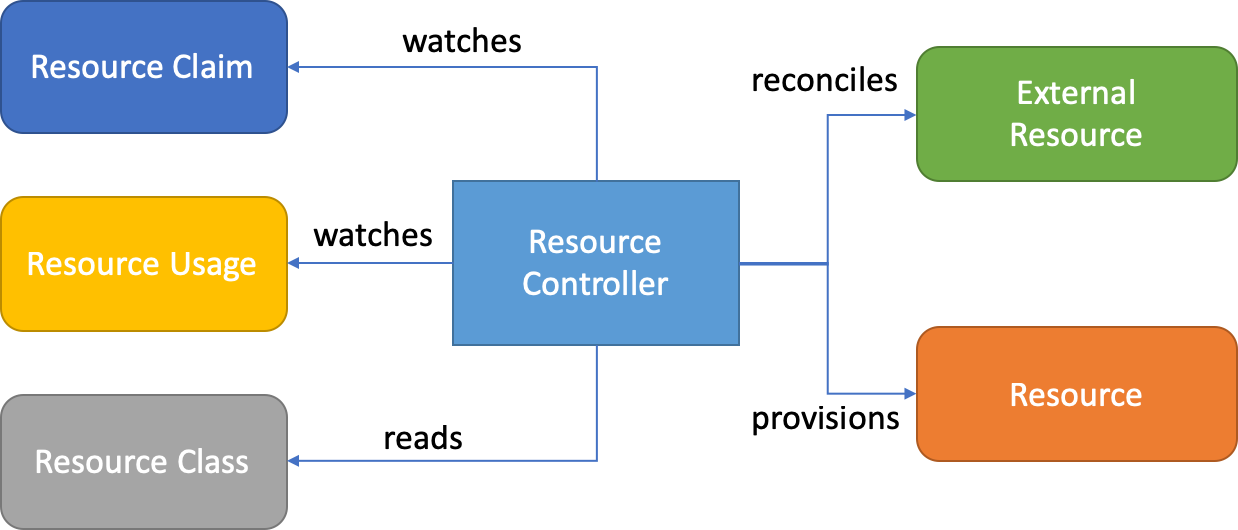 watches
Resource Claim
reconciles
External
Resource
watches
Resource Usage
Resource
Controller
Resource
provisions
reads
Resource Class